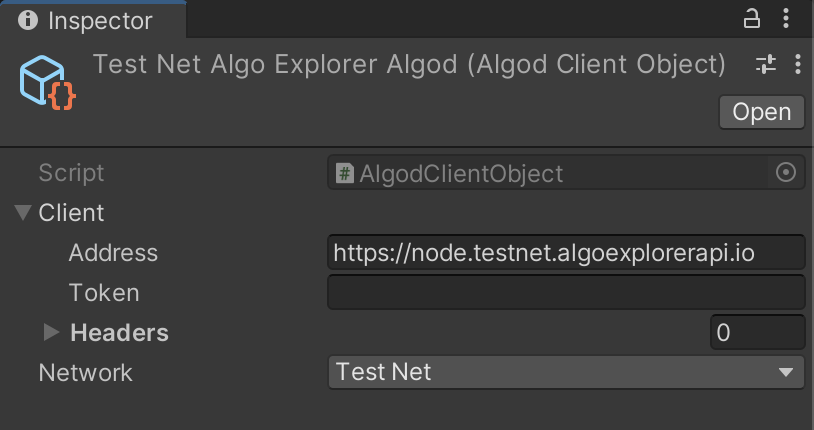 Inspector
Test Net Algo Explorer Algod (Algod Client Object)
Open
Script # AlgodClientObject
Client
Address https://node.testnet.algoexplorerapi.io
Token
Headers 0
Network Test Net